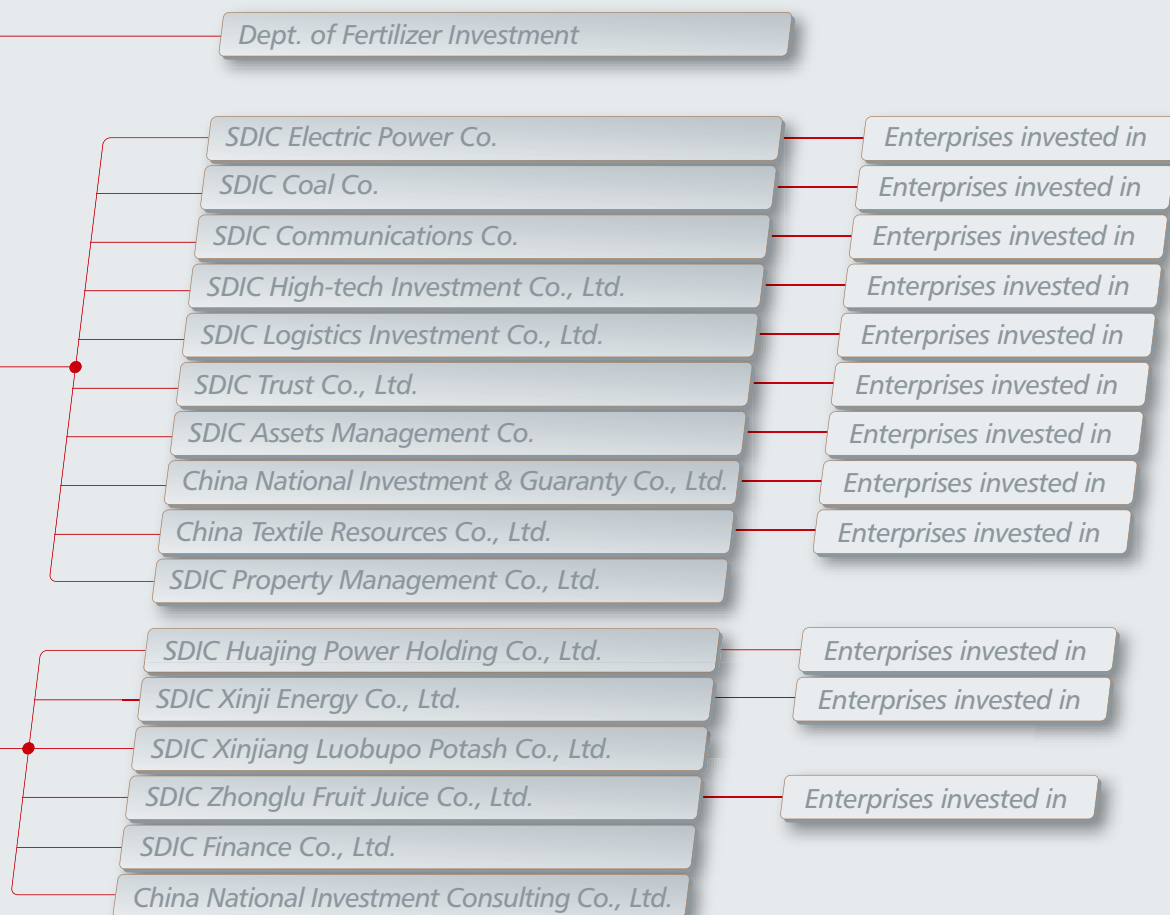 Dept. of Fertilizer Investment
SDIC Electric Power Co. Enterprises invested in
SDIC Coal Co. Enterprises invested in
SDIC Communications Co. Enterprises invested in
SDIC High-tech Investment Co., Ltd. Enterprises invested in
SDIC Logistics Investment Co., Ltd. Enterprises invested in
SDIC Trust Co., Ltd. Enterprises invested in
SDIC Assets Management Co. Enterprises invested in
China National Investment & Guaranty Co., Ltd. Enterprises invested in
China Textile Resources Co., Ltd. Enterprises invested in
SDIC Property Management Co., Ltd.
SDIC Huajing Power Holding Co., Ltd. Enterprises invested in
SDIC Xinji Energy Co., Ltd. Enterprises invested in
SDIC Xinjiang Luobupo Potash Co., Ltd.
SDIC Zhonglu Fruit Juice Co., Ltd. Enterprises invested in
SDIC Finance Co., Ltd.
China National Investment Consulting Co., Ltd.